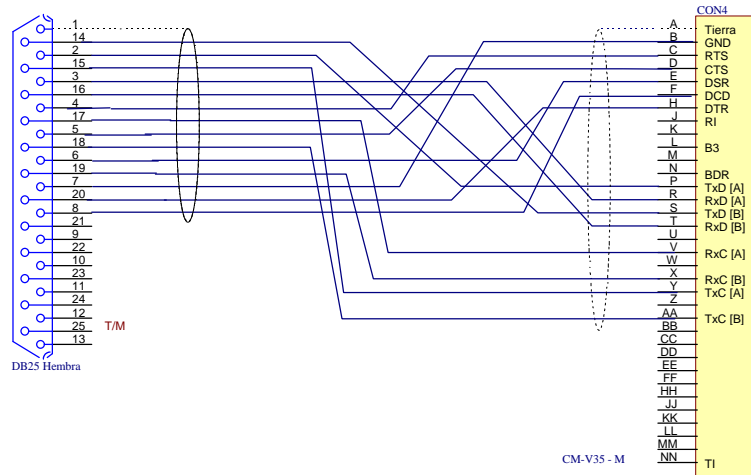 CON4
1
14
2
15
3
16
4
17
5
18
6
19
7
20
8
21
9
22
10
23
11
24
12
25
13
T/M
DB25 Hembra
A
B
C
D
E
F
H
J
K
L
M
N
P
R
S
T
U
V
W
X
Y
Z
AA
BB
CC
DD
EE
FF
HH
JJ
KK
LL
MM
NN
Tierra
GND
RTS
CTS
DSR
DCD
DTR
RI
B3
BDR
TxD [A]
RxD [A]
TxD [B]
RxD [B]
RxC [A]
RxC [B]
TxC [A]
TxC [B]
TI
CM-V35 - M